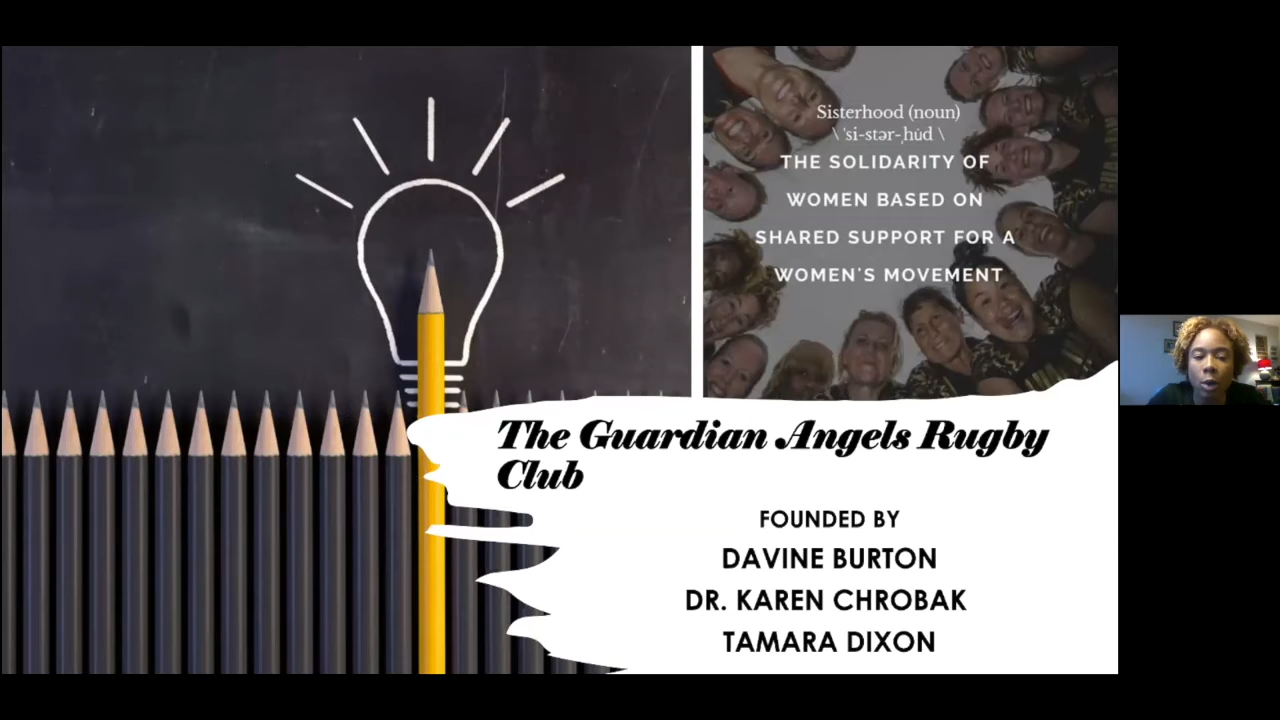 Sisterhood (noun)
\ 'si-stər-ˌhu̇d \
THE SOLIDARITY OF
WOMEN BASED ON
SHARED SUPPORT FOR A
WOMEN'S MOVEMENT
The Guardian Angels Rugby
Club
FOUNDED BY
DAVINE BURTON
DR. KAREN CHROBAK
TAMARA DIXON